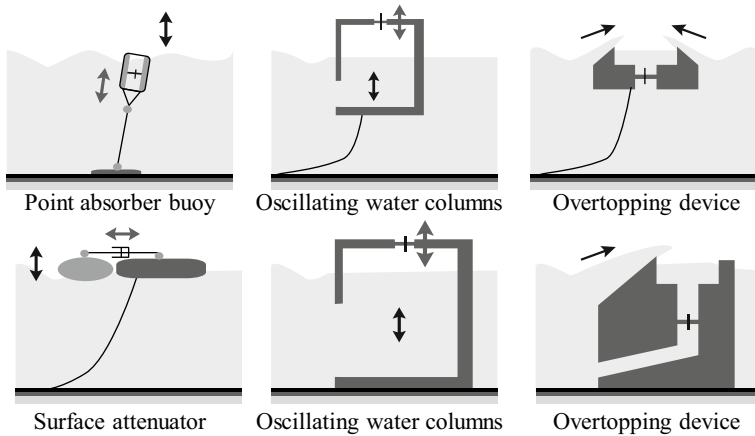 Point absorber buoy
Oscillating water columns
Overtopping device
Surface attenuator
Oscillating water columns
Overtopping device